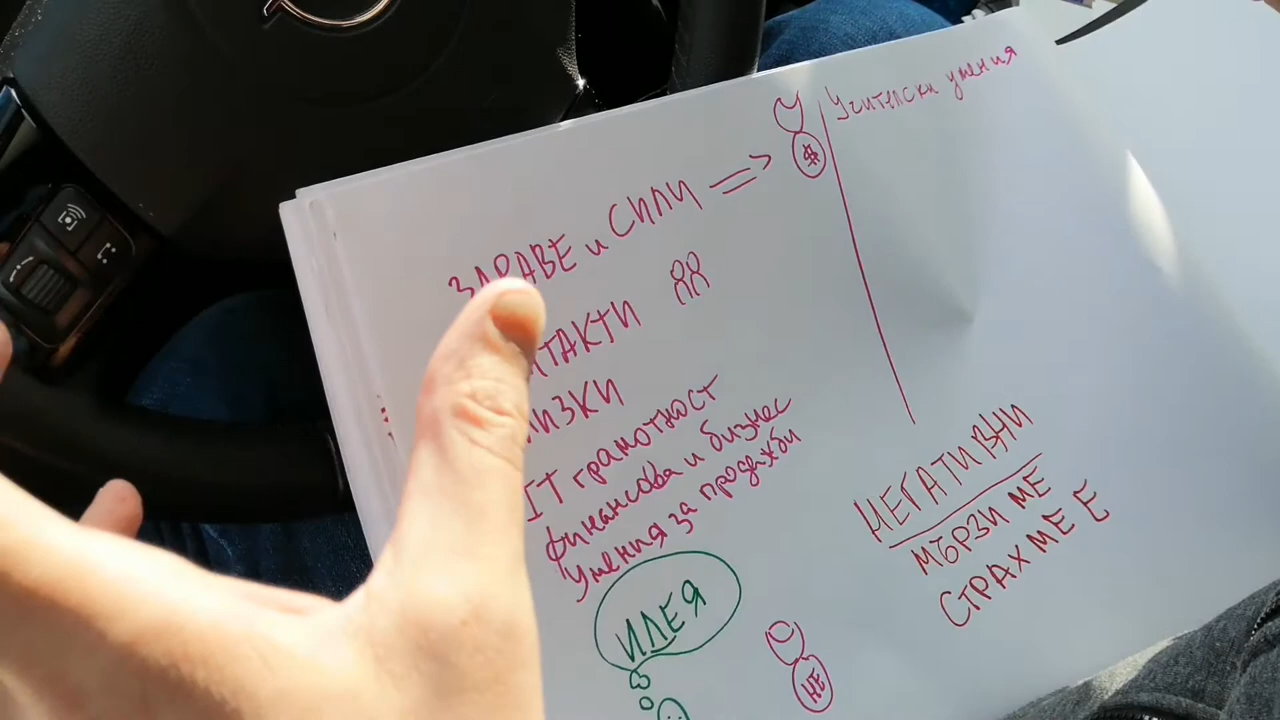 ЗДРАВЕ и СИЛИ => $
ТАКТИ
ИЗКИ
IT грамотност
финансова и бизнес
Умения за продажби
ИДЕЯ
НЕ
Учителски умения
НЕГАТИВНИ
МЪРЗИ МЕ
СТРАХ МЕ Е